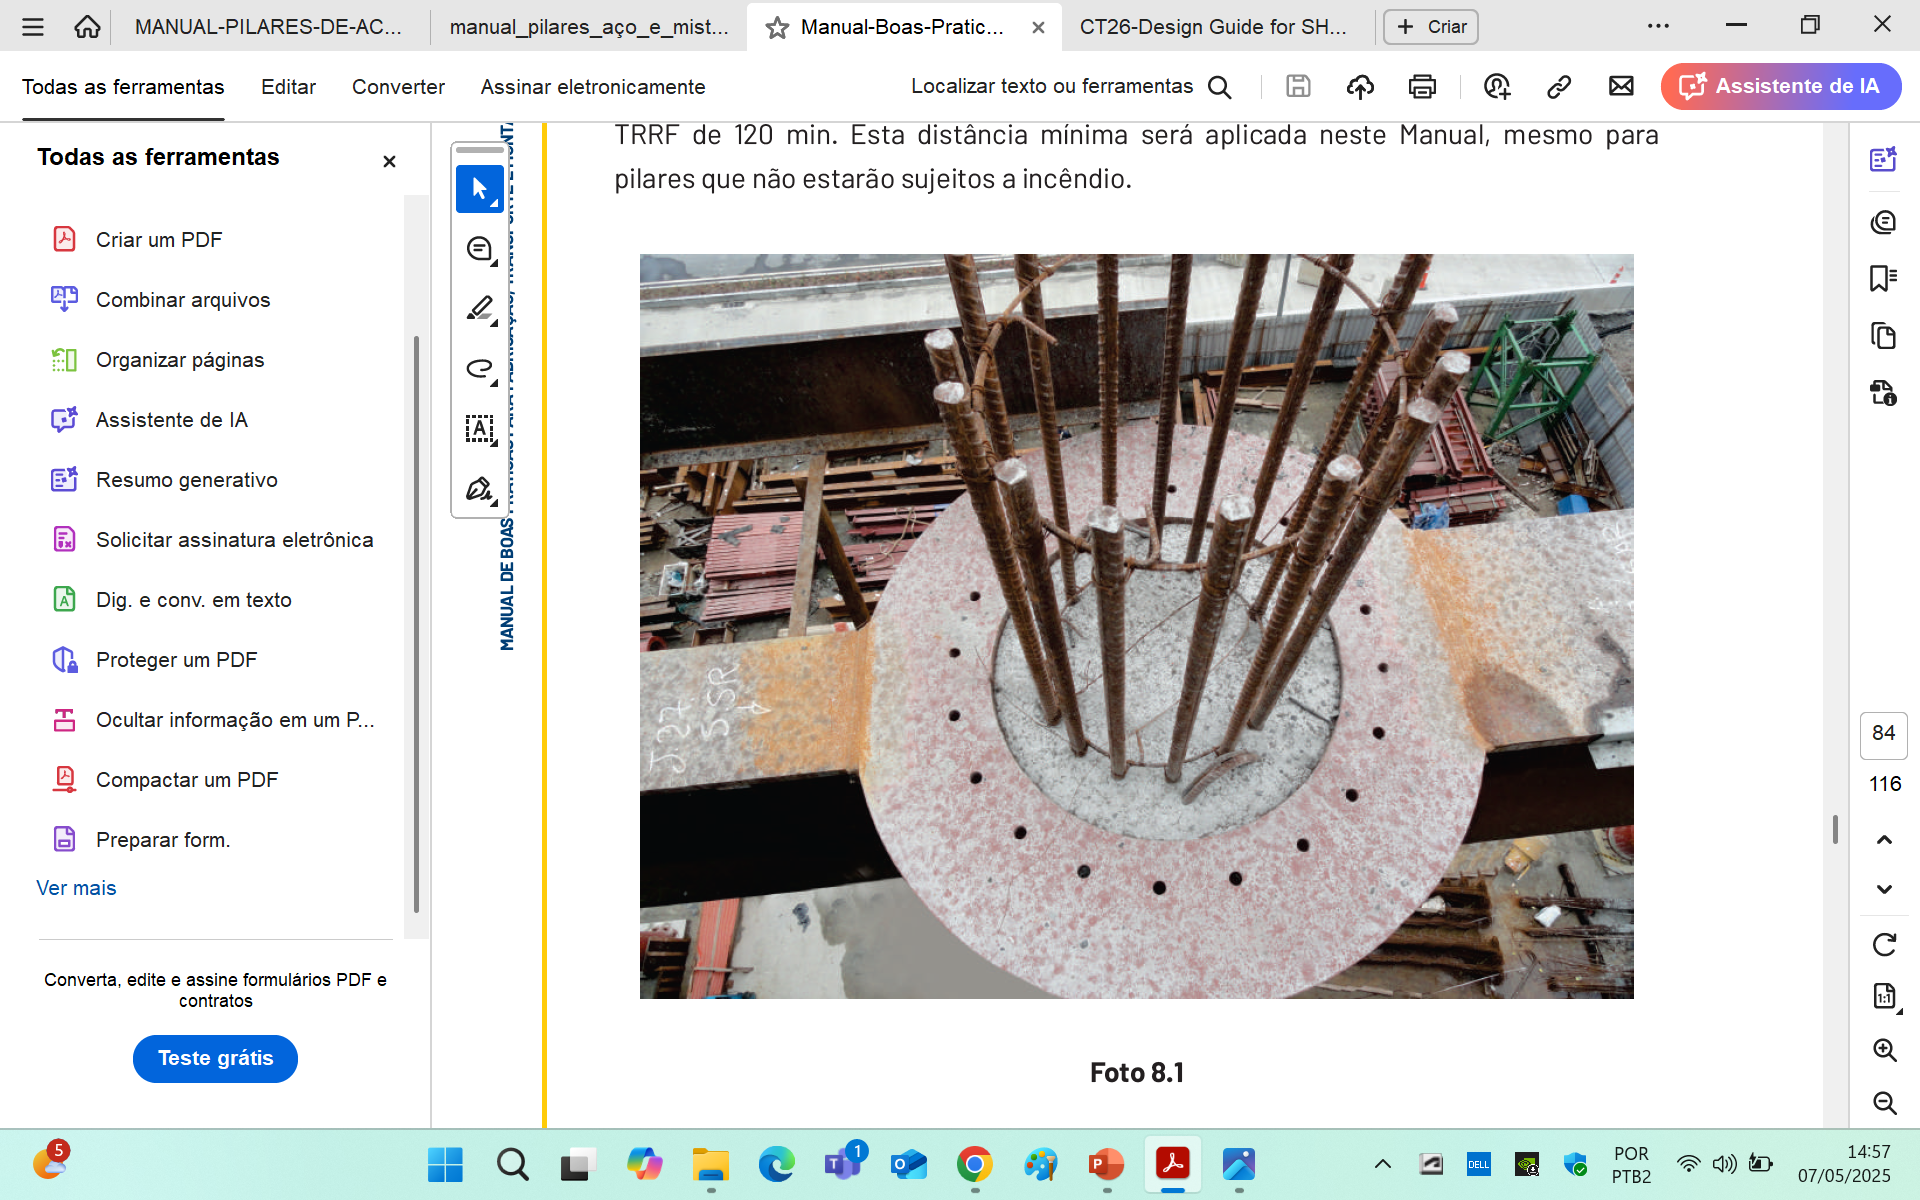 MANUAL-PILARES-DE-AC...
manual_pilares_aço_e_mist...
Manual-Boas-Pratic...
CT26-Design Guide for SH...
Criar
Todas as ferramentas
Editar
Converter
Assinar eletronicamente
Localizar texto ou ferramentas
Assistente de IA
Todas as ferramentas
Criar um PDF
Combinar arquivos
Organizar páginas
Assistente de IA
Resumo generativo
Solicitar assinatura eletrônica
Dig. e conv. em texto
Proteger um PDF
Ocultar informação em um P...
Compactar um PDF
Preparar form.
Ver mais
Converta, edite e assine formulários PDF e
contratos
Teste grátis
MANUAL DE BOAS
TRRF de 120 min. Esta distância mínima será aplicada neste Manual, mesmo para
pilares que não estarão sujeitos a incêndio.
J27
5SR
Foto 8.1
84
116
5
1
DELL
POR
PTB2
14:57
07/05/2025